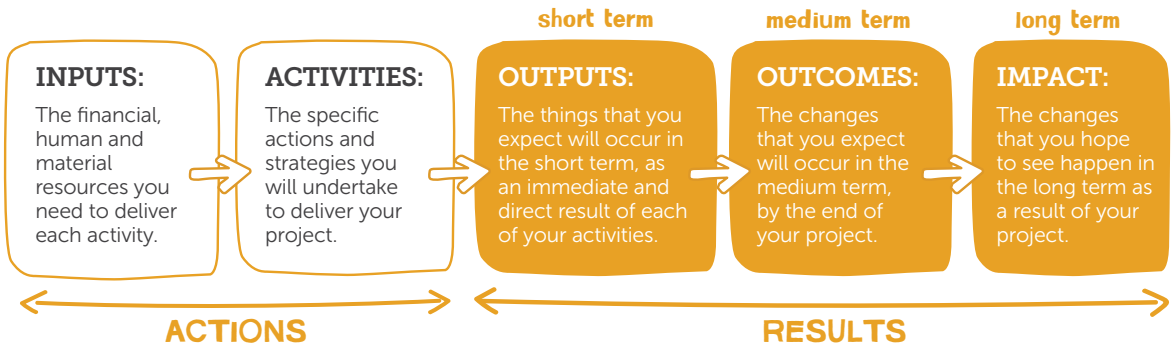 short term
medium term
long term
INPUTS:
The financial,
human and
material
resources you
need to deliver
each activity.
ACTIVITIES:
The specific
actions and
strategies you
will undertake
to deliver your
project.
OUTPUTS:
The things that you
expect will occur in
the short term, as
an immediate and
direct result of each
of your activities.
OUTCOMES:
The changes
that you expect
will occur in the
medium term,
by the end of
your project.
IMPACT:
The changes
that you hope
to see happen in
the long term as
a result of your
project.
ACTIONS
RESULTS